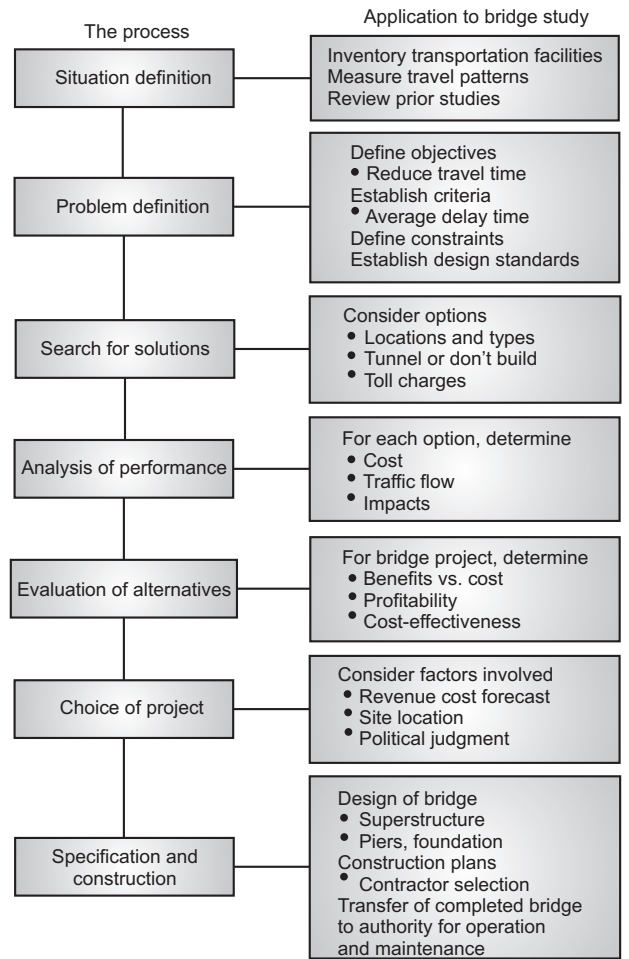 The process
Application to bridge study
Situation definition
Inventory transportation facilities
Measure travel patterns
Review prior studies
Problem definition
Define objectives
• Reduce travel time
Establish criteria
• Average delay time
Define constraints
Establish design standards
Search for solutions
Consider options
• Locations and types
• Tunnel or don’t build
• Toll charges
Analysis of performance
For each option, determine
• Cost
• Traffic flow
• Impacts
Evaluation of alternatives
For bridge project, determine
• Benefits vs. cost
• Profitability
• Cost-effectiveness
Choice of project
Consider factors involved
• Revenue cost forecast
• Site location
• Political judgment
Specification and
construction
Design of bridge
• Superstructure
• Piers, foundation
Construction plans
• Contractor selection
Transfer of completed bridge
to authority for operation
and maintenance